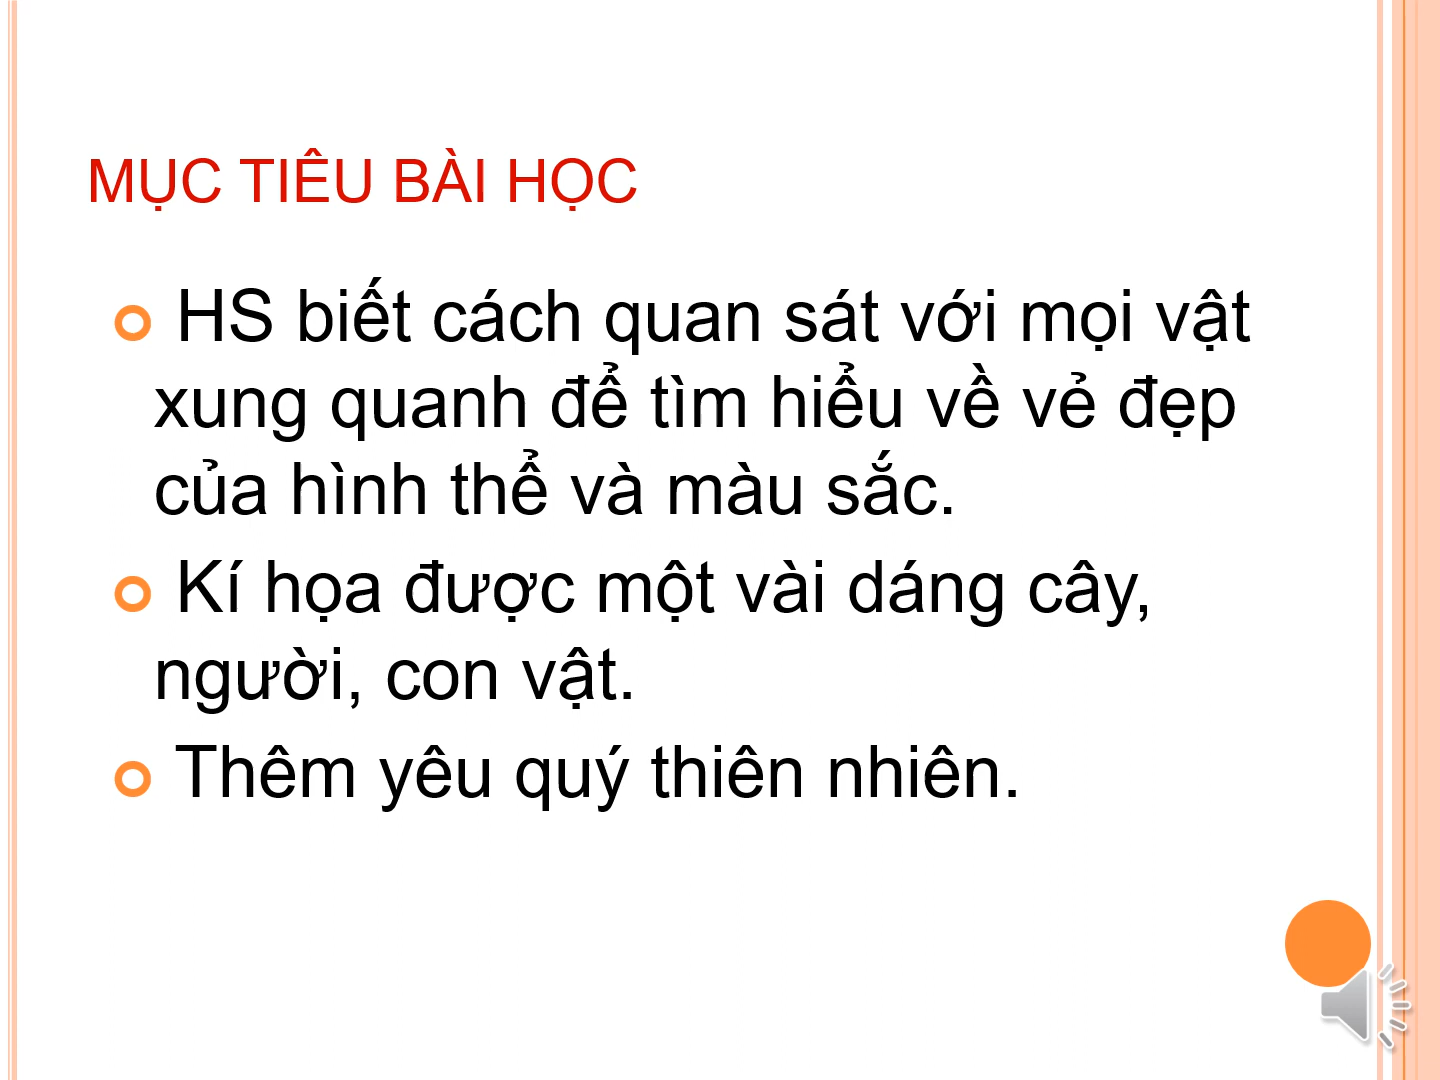 MỤC TIÊU BÀI HỌC
HS biết cách quan sát với mọi vật
xung quanh để tìm hiểu về vẻ đẹp
của hình thể và màu sắc.
Kí họa được một vài dáng cây,
người, con vật.
Thêm yêu quý thiên nhiên.